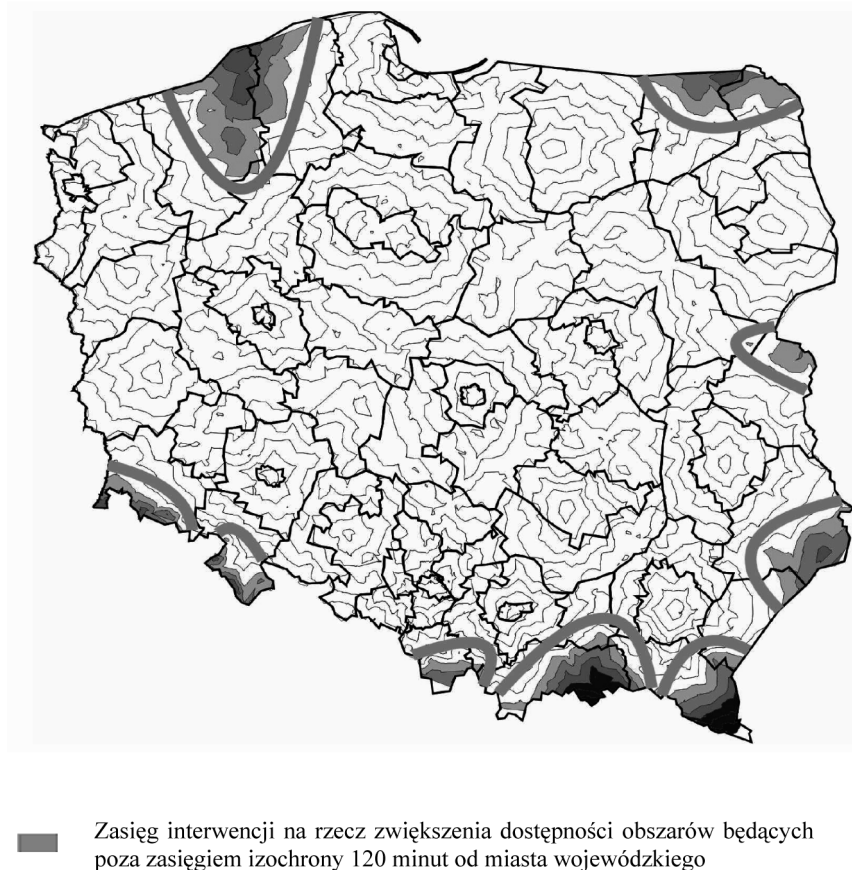 Zasięg interwencji na rzecz zwiększenia dostępności obszarów będących
poza zasięgiem izochrony 120 minut od miasta wojewódzkiego